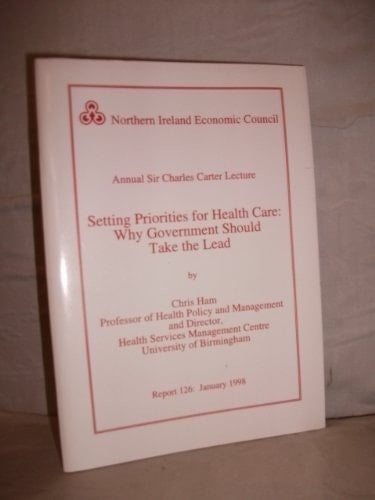 Northern Ireland Economic Council
Annual Sir Charles Carter Lecture
Setting Priorities for Health Care:
Why Government Should
Take the Lead
by
Chris Ham
Professor of Health Policy and Management
and Director,
Health Services Management Centre
University of Birmingham
Report 126: January 1998